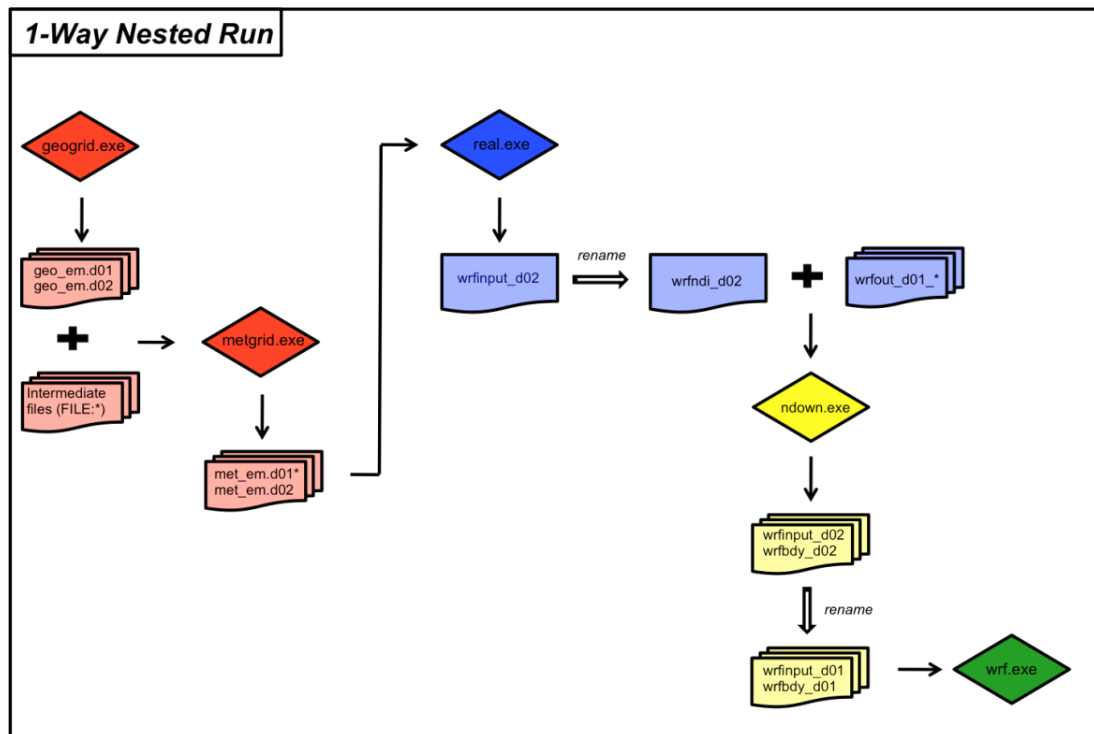 1-Way Nested Run
geogrid.exe
geo_em.d01
geo_em.d02
Intermediate
files (FILE:*)
metgrid.exe
met_em.d01*
met_em.d02
real.exe
wrfinput_d02
rename
wrfndi_d02
wrfout_d01_*
ndown.exe
wrfinput_d02
wrfbdy_d02
rename
wrfinput_d01
wrfbdy_d01
wrf.exe